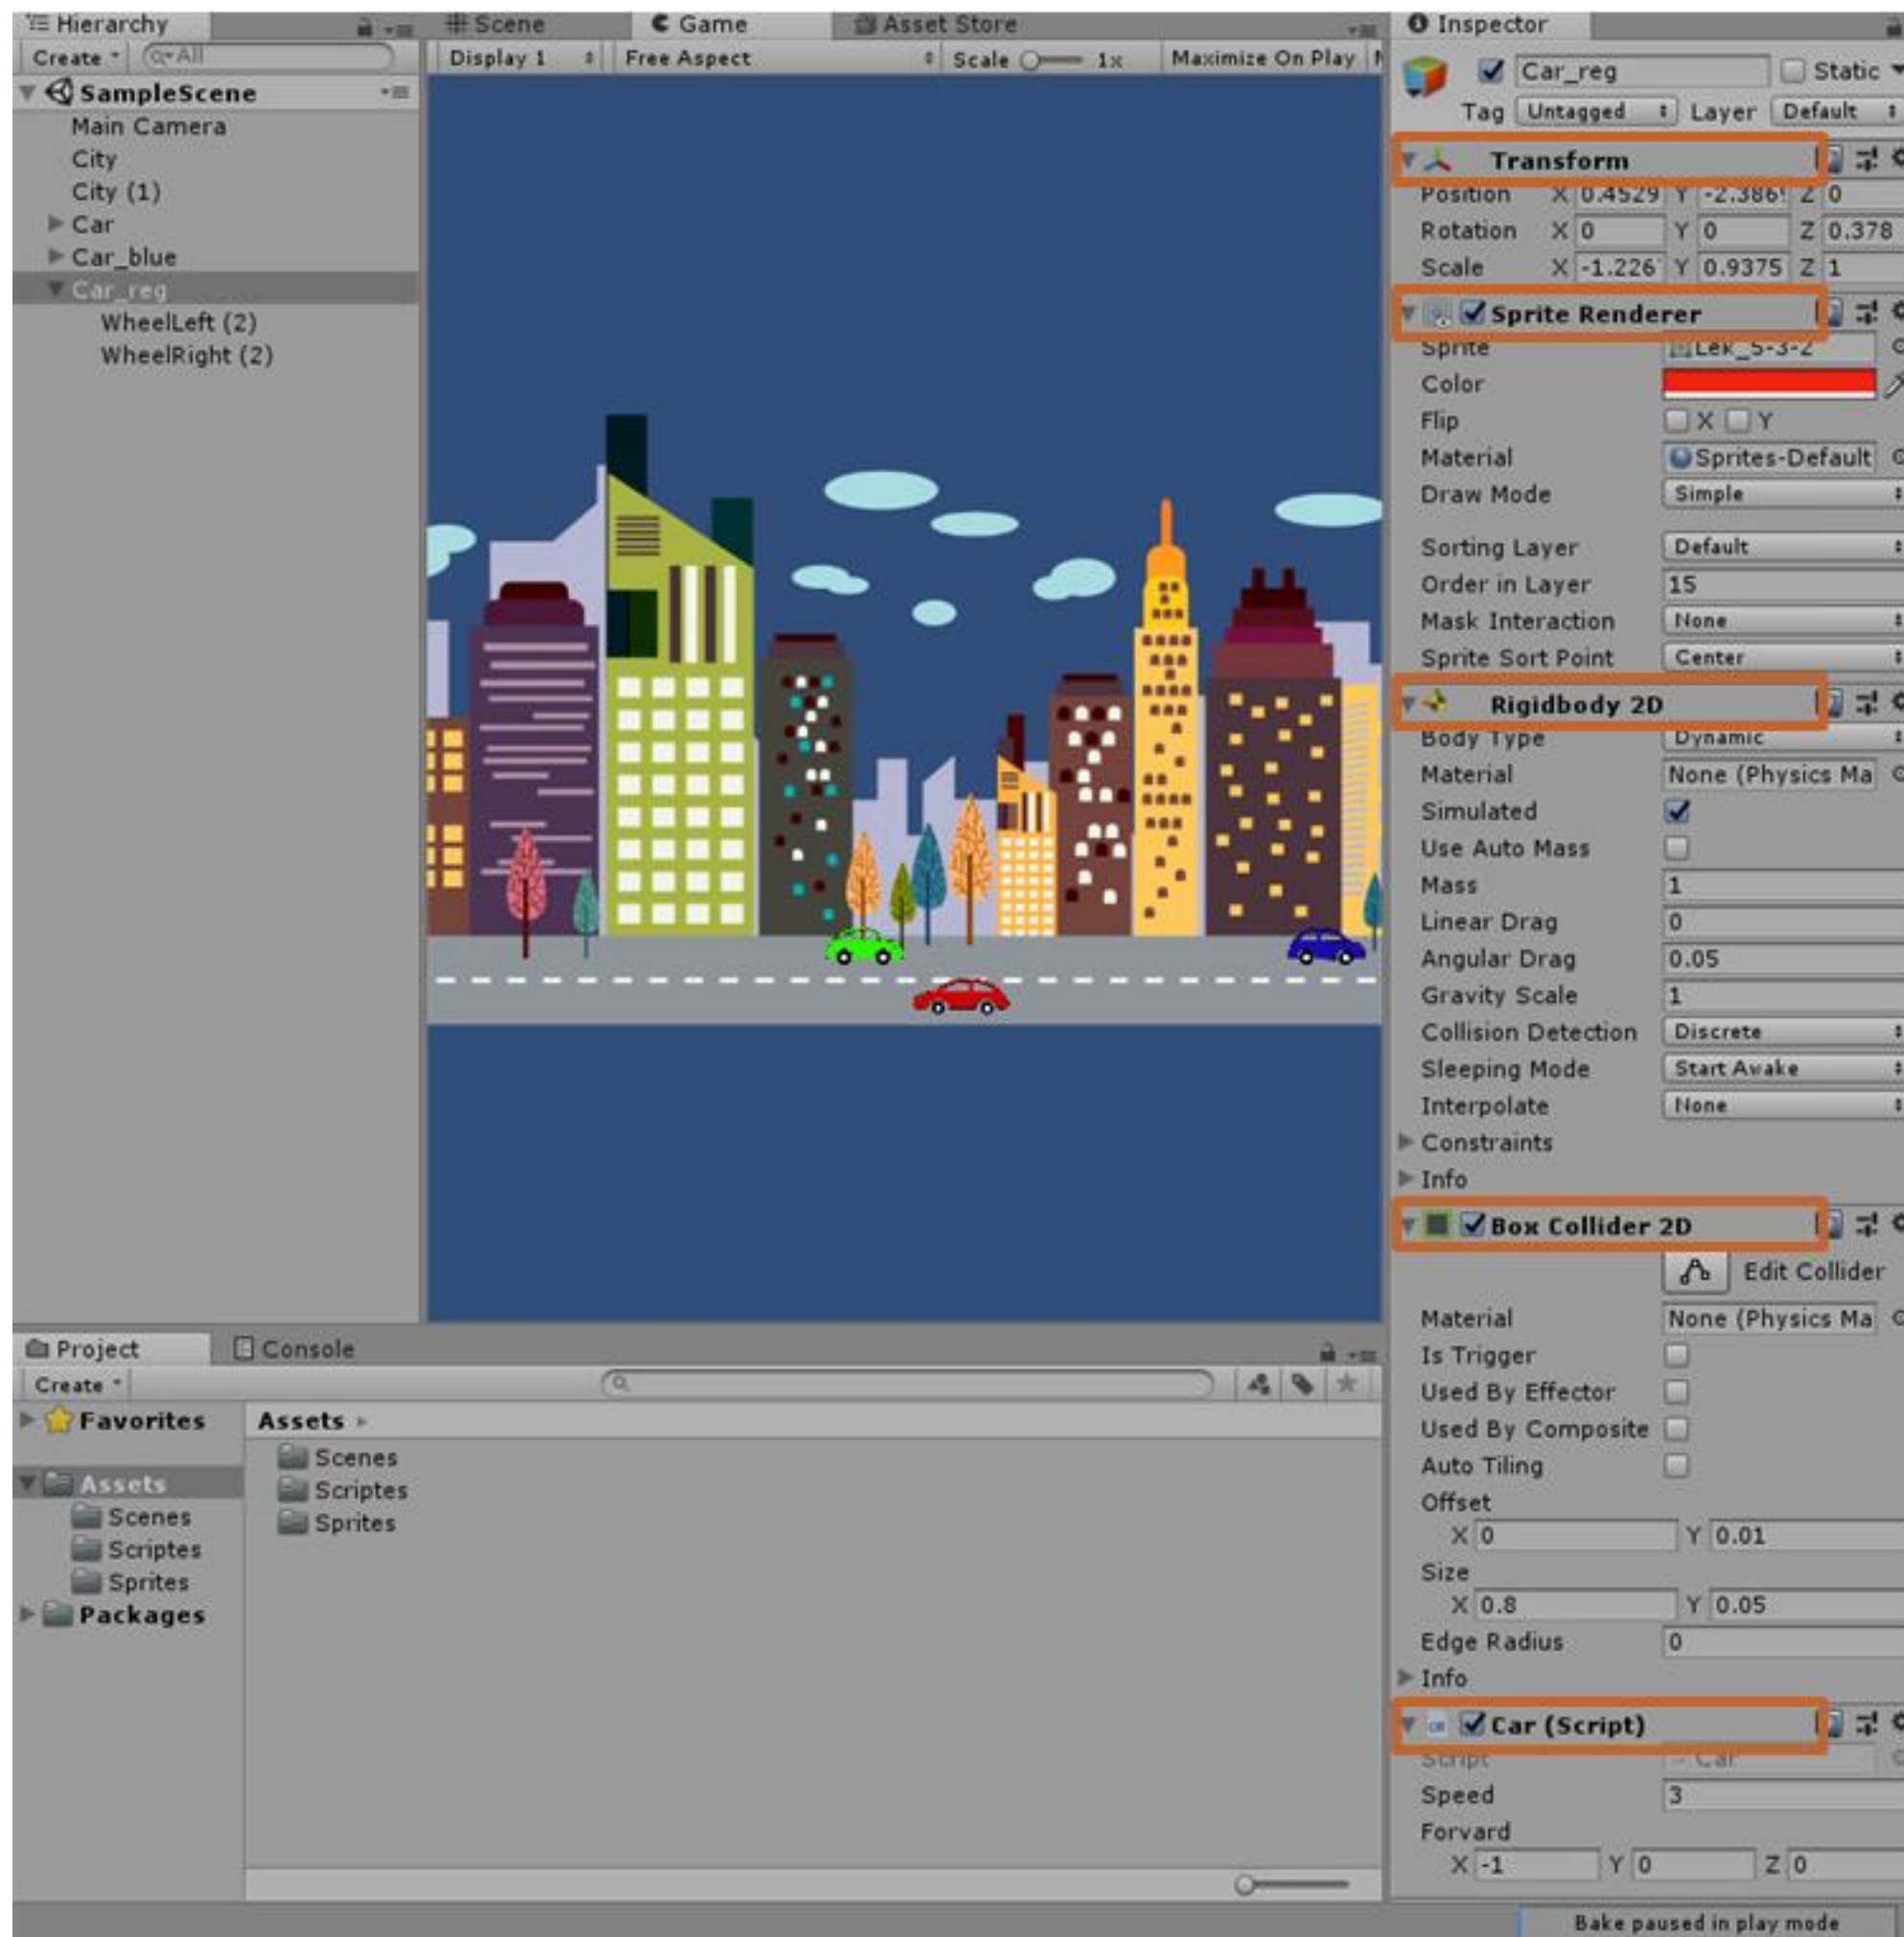 Hierarchy
Create
All
SampleScene
Main Camera
City
City (1)
Car
Car_blue
Car_reg
WheelLeft (2)
WheelRight (2)
Scene
Game
Asset Store
Display 1
Free Aspect
Scale
1x
Maximize On Play
Project
Console
Create
Favorites
Assets
Scenes
Scriptes
Sprites
Packages
Assets
Scenes
Scriptes
Sprites
Inspector
Car_reg Static
Tag Untagged Layer Default
Transform
Position X 0.4529 Y -2.386 Z 0
Rotation X 0 Y 0 Z 0.378
Scale X -1.226 Y 0.9375 Z 1
Sprite Renderer
Sprite Lek_5-3-2
Color
Flip X Y
Material Sprites-Default
Draw Mode Simple
Sorting Layer Default
Order in Layer 15
Mask Interaction None
Sprite Sort Point Center
Rigidbody 2D
Body Type Dynamic
Material None (Physics Ma
Simulated
Use Auto Mass
Mass 1
Linear Drag 0
Angular Drag 0.05
Gravity Scale 1
Collision Detection Discrete
Sleeping Mode Start Awake
Interpolate None
Constraints
Info
Box Collider 2D
Edit Collider
Material None (Physics Ma
Is Trigger
Used By Effector
Used By Composite
Auto Tiling
Offset
X 0 Y 0.01
Size
X 0.8 Y 0.05
Edge Radius 0
Info
Car (Script)
Script Car
Speed 3
Forvard
X -1 Y 0 Z 0
Bake paused in play mode